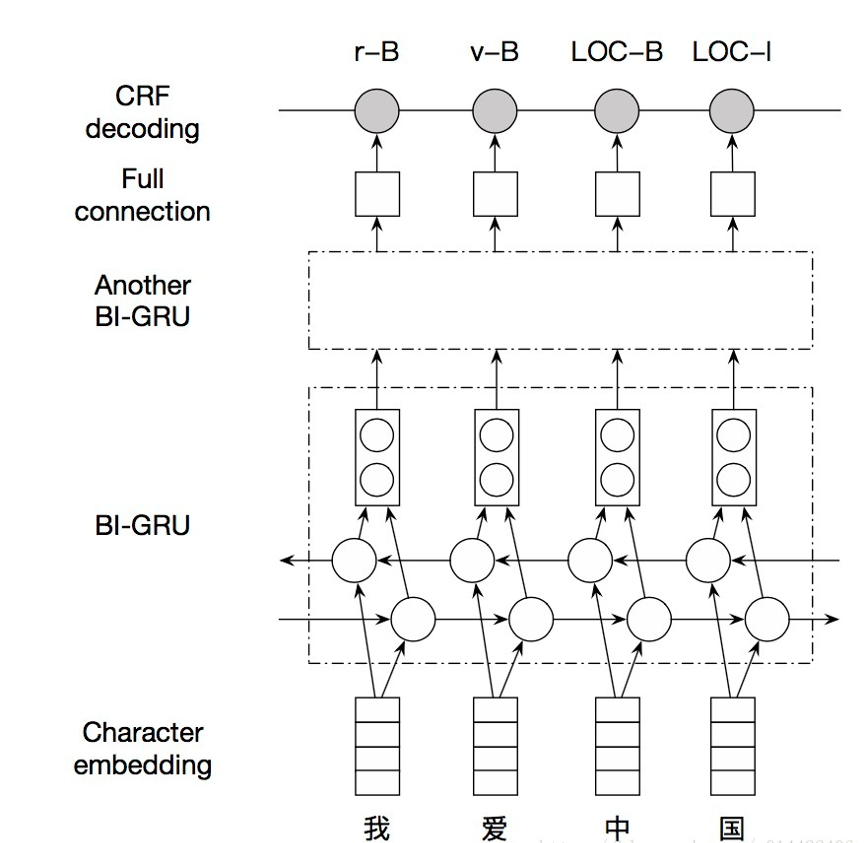 r-B v-B LOC-B LOC-I
CRF
decoding
Full
connection
Another
BI-GRU
BI-GRU
Character
embedding
我 爱 中 国